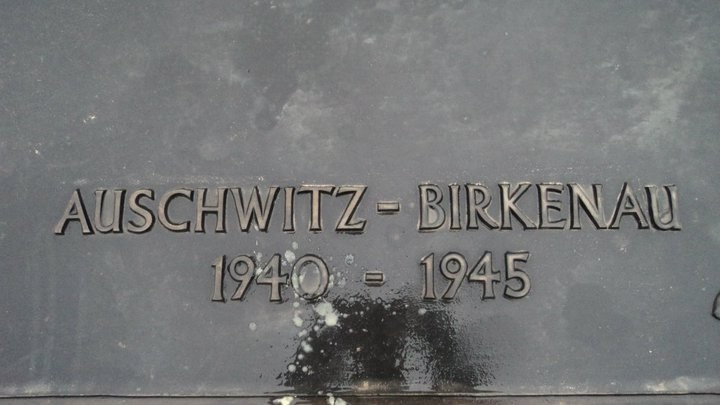 AUSCHWITZ - BIRKENAU
1940 - 1945